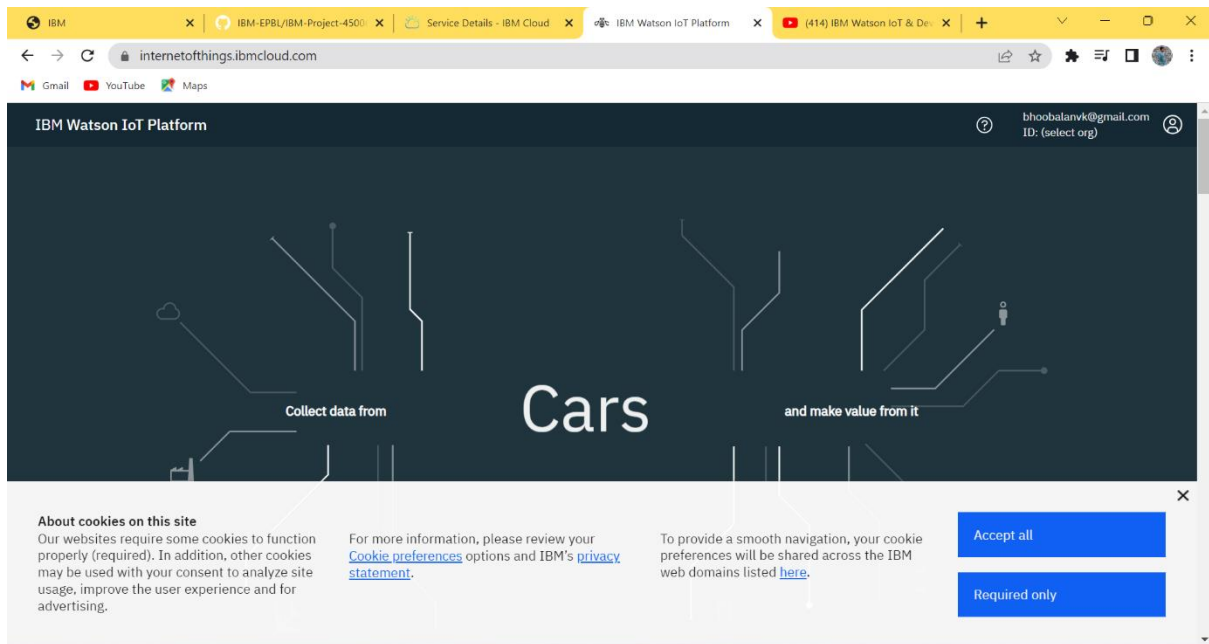 IBM
IBM-EPBL/IBM-Project-4500
Service Details - IBM Cloud
IBM Watson IoT Platform
(414) IBM Watson IoT & Dev
internetofthings.ibmcloud.com
Gmail
YouTube
Maps
IBM Watson IoT Platform
bhoobalanvk@gmail.com
ID: (select org)
Collect data from
Cars
and make value from it
About cookies on this site
Our websites require some cookies to function
properly (required). In addition, other cookies
may be used with your consent to analyze site
usage, improve the user experience and for
advertising.
For more information, please review your
Cookie preferences options and IBM's privacy
statement.
To provide a smooth navigation, your cookie
preferences will be shared across the IBM
web domains listed here.
Accept all
Required only